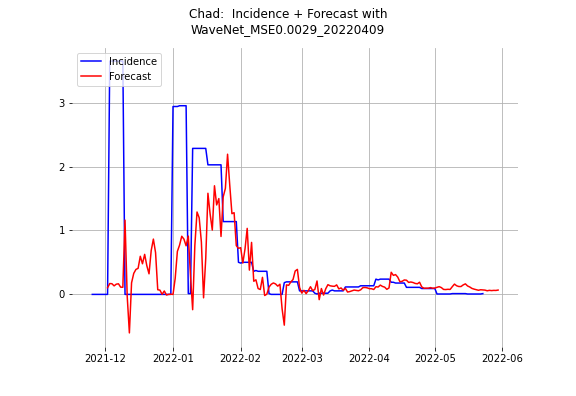 Chad:  Incidence + Forecast with
WaveNet_MSE0.0029_20220409
Incidence
Forecast
3
2
1
0
2021-12 2022-01 2022-02 2022-03 2022-04 2022-05 2022-06